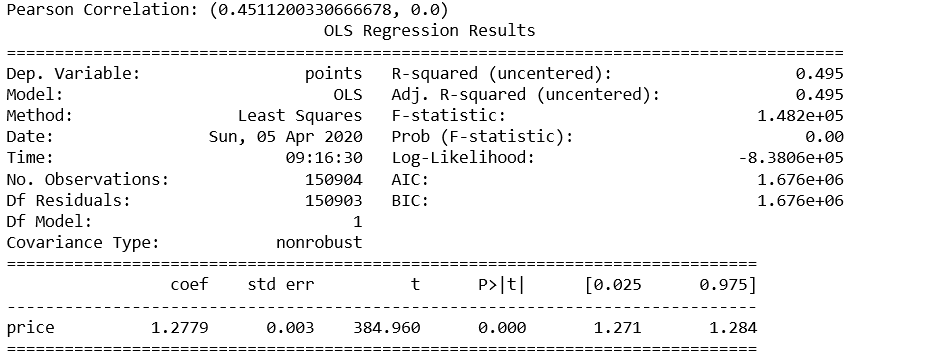 Pearson Correlation: (0.4511200330666678, 0.0)
OLS Regression Results
==============================================================================
Dep. Variable: points R-squared (uncentered): 0.495
Model: OLS Adj. R-squared (uncentered): 0.495
Method: Least Squares F-statistic: 1.482e+05
Date: Sun, 05 Apr 2020 Prob (F-statistic): 0.00
Time: 09:16:30 Log-Likelihood: -8.3806e+05
No. Observations: 150904 AIC: 1.676e+06
Df Residuals: 150903 BIC: 1.676e+06
Df Model: 1
Covariance Type: nonrobust
==============================================================================
coef std err t P>|t| [0.025 0.975]
------------------------------------------------------------------------------
price 1.2779 0.003 384.960 0.000 1.271 1.284
==============================================================================